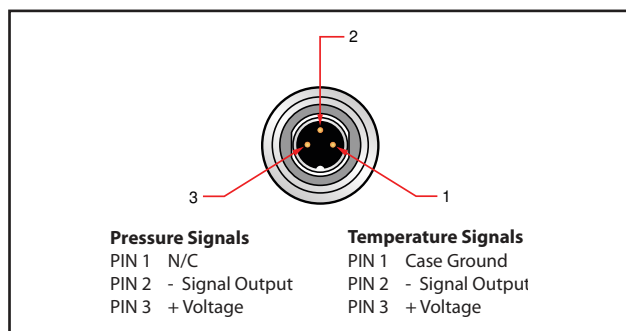 2
3
1
Pressure Signals Temperature Signals
PIN 1 N/C PIN 1 Case Ground
PIN 2 - Signal Output PIN 2 - Signal Output
PIN 3 + Voltage PIN 3 + Voltage